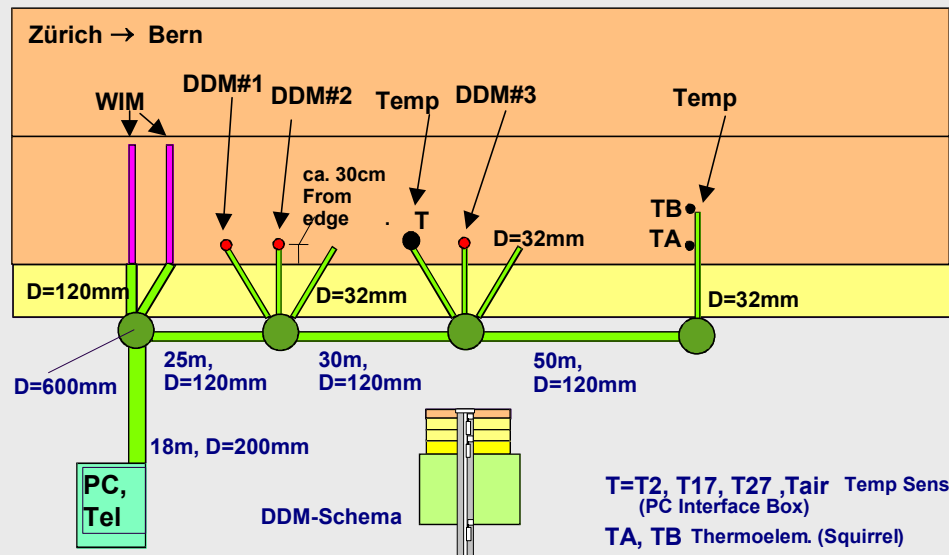 Zürich → Bern
WIM
DDM#1
DDM#2
Temp
DDM#3
Temp
ca. 30cm
From
edge
. T
TB
TA
D=32mm
D=120mm
D=32mm
D=32mm
D=600mm
25m,
D=120mm
30m,
D=120mm
50m,
D=120mm
18m, D=200mm
PC,
Tel
DDM-Schema
T=T2, T17, T27 ,Tair Temp Sens
(PC Interface Box)
TA, TB Thermoelem. (Squirrel)